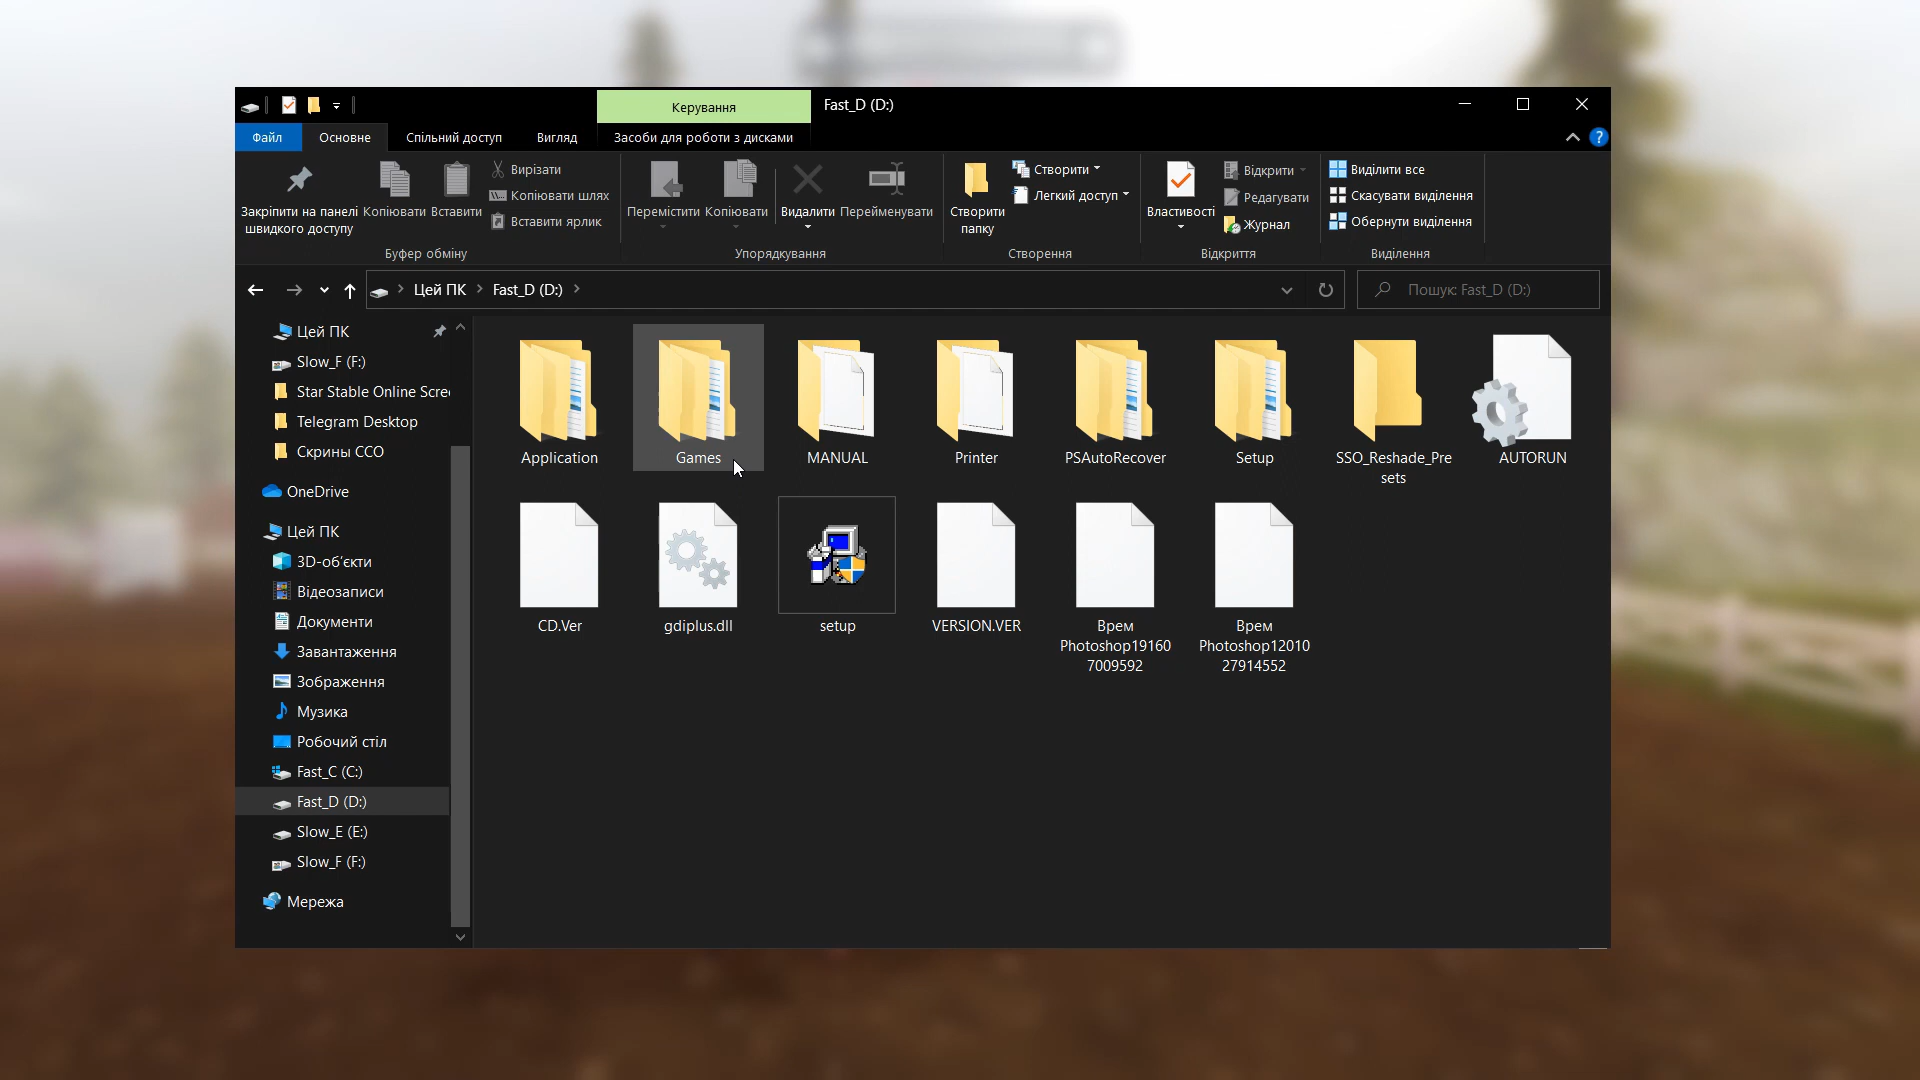 Керування
Fast_D (D:)
Файл
Основне
Спільний доступ
Вигляд
Засоби для роботи з дисками
?
Закріпити на панелі
швидкого доступу
Копіювати
Вставити
Вирізати
Копіювати шлях
Вставити ярлик
Буфер обміну
Перемістити
Копіювати
Видалити
Перейменувати
Упорядкування
Створити
папку
Створити
Легкий доступ
Створення
Властивості
Відкрити
Редагувати
Журнал
Відкриття
Виділити все
Скасувати виділення
Обернути виділення
Виділення
Цей ПК
Fast_D (D:)
Пошук: Fast_D (D:)
Цей ПК
Slow_F (F:)
Star Stable Online Scre
Telegram Desktop
Скрины ССО
OneDrive
Цей ПК
3D-об'єкти
Відеозаписи
Документи
Завантаження
Зображення
Музика
Робочий стіл
Fast_C (C:)
Fast_D (D:)
Slow_E (E:)
Slow_F (F:)
Мережа
Application
Games
MANUAL
Printer
PSAutoRecover
Setup
SSO_Reshade_Pre
sets
AUTORUN
CD.Ver
gdiplus.dll
setup
VERSION.VER
Врем
Photoshop19160
7009592
Врем
Photoshop12010
27914552